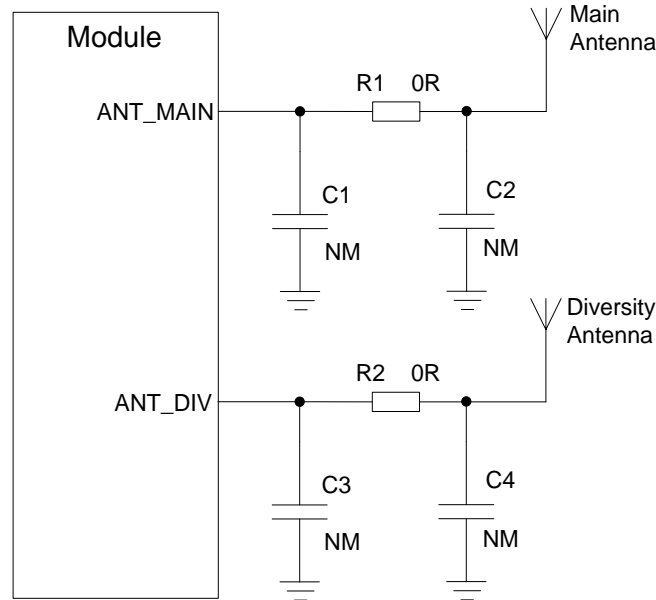 Module
Main
Antenna
R1 0R
ANT_MAIN
C1
C2
NM
NM
Diversity
Antenna
R2 0R
ANT_DIV
C3
C4
NM
NM